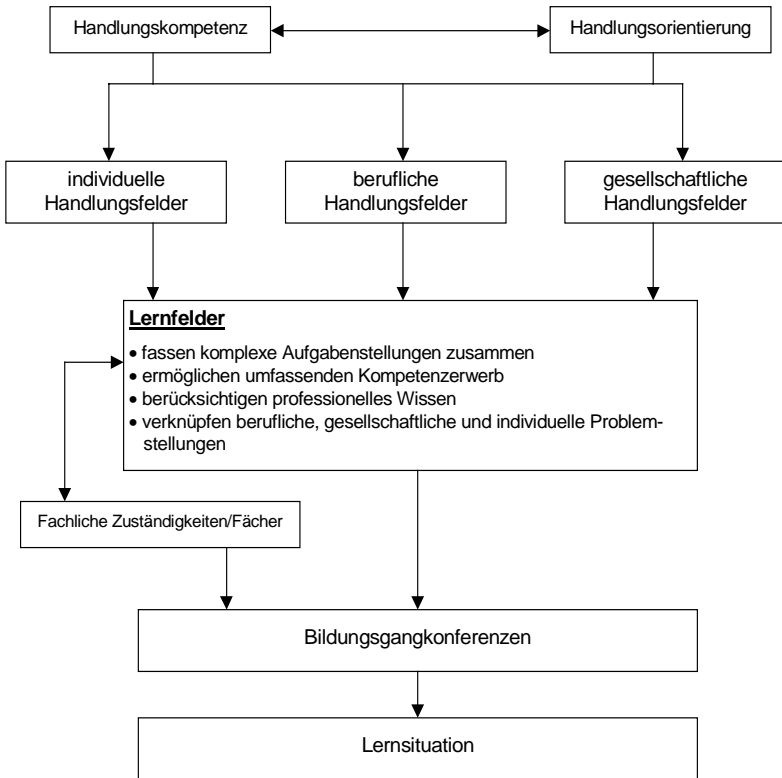 Handlungskompetenz
Handlungsorientierung
individuelle
Handlungsfelder
berufliche
Handlungsfelder
gesellschaftliche
Handlungsfelder
Lernfelder
• fassen komplexe Aufgabenstellungen zusammen
• ermöglichen umfassenden Kompetenzerwerb
• berücksichtigen professionelles Wissen
• verknüpfen berufliche, gesellschaftliche und individuelle Problem-
stellungen
Fachliche Zuständigkeiten/Fächer
Bildungsgangkonferenzen
Lernsituation